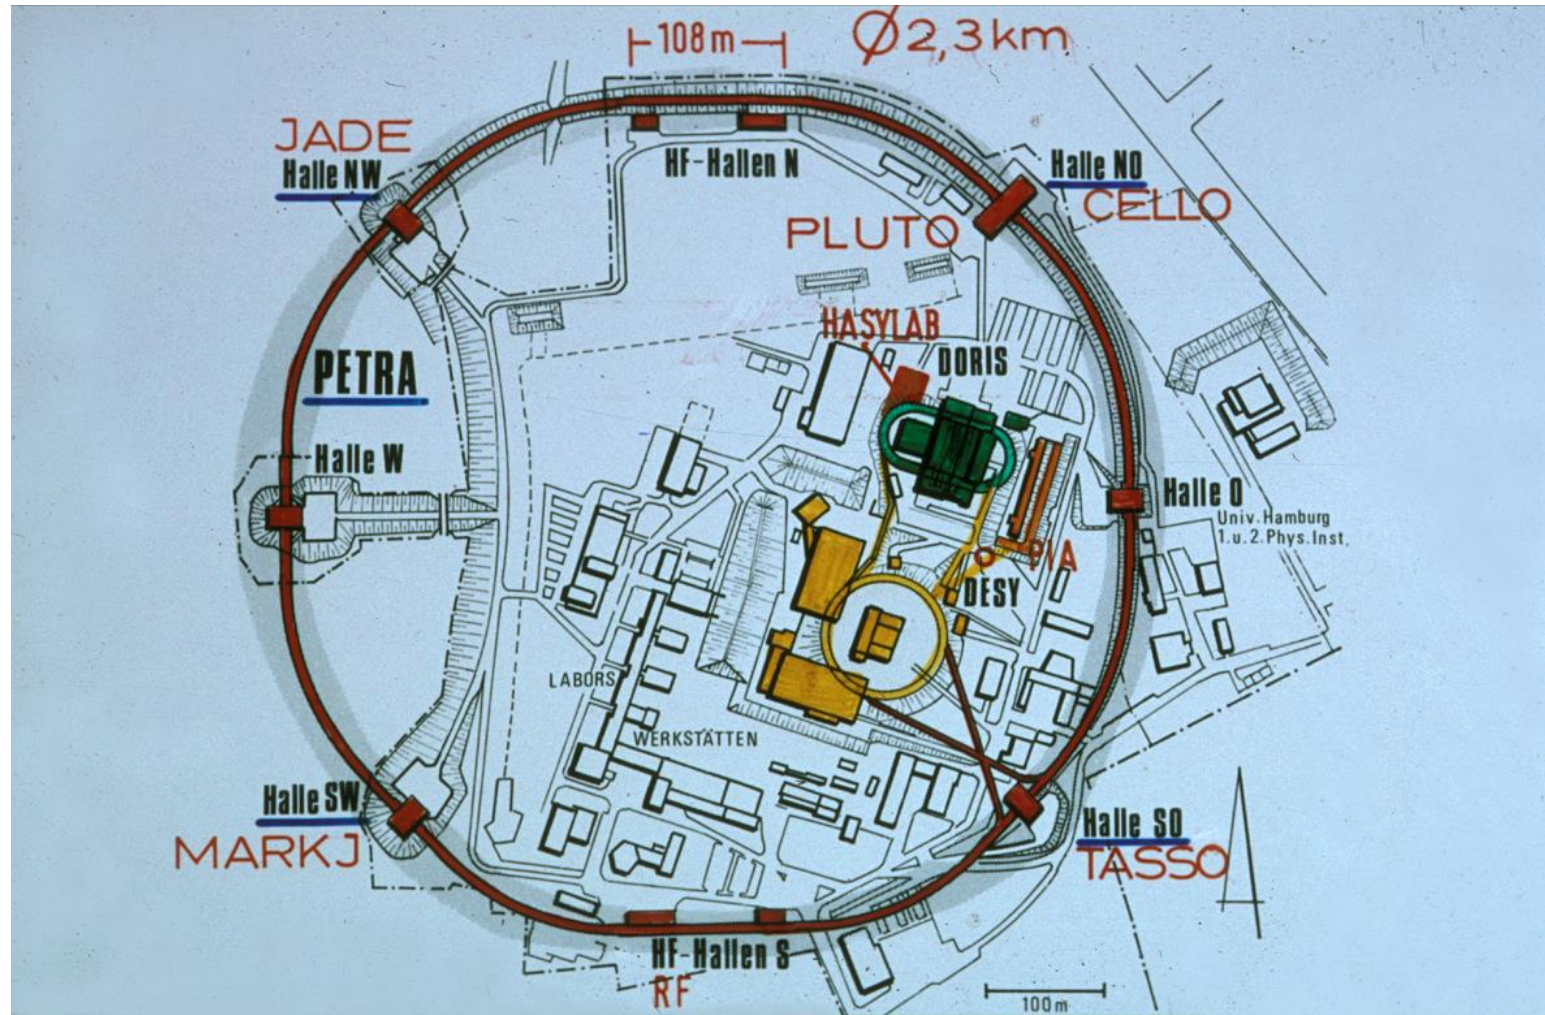 108m
Ø2,3km
JADE
Halle NW
HF-Hallen N
Halle NO
CELLO
PLUTO
HASYLAB
DORIS
PETRA
Halle W
Halle O
Univ. Hamburg
1. u. 2. Phys. Inst.
PIA
DESY
LABORS
WERKSTÄTTEN
Halle SW
MARKJ
Halle SO
TASSO
HF-Hallen S
RF
100m